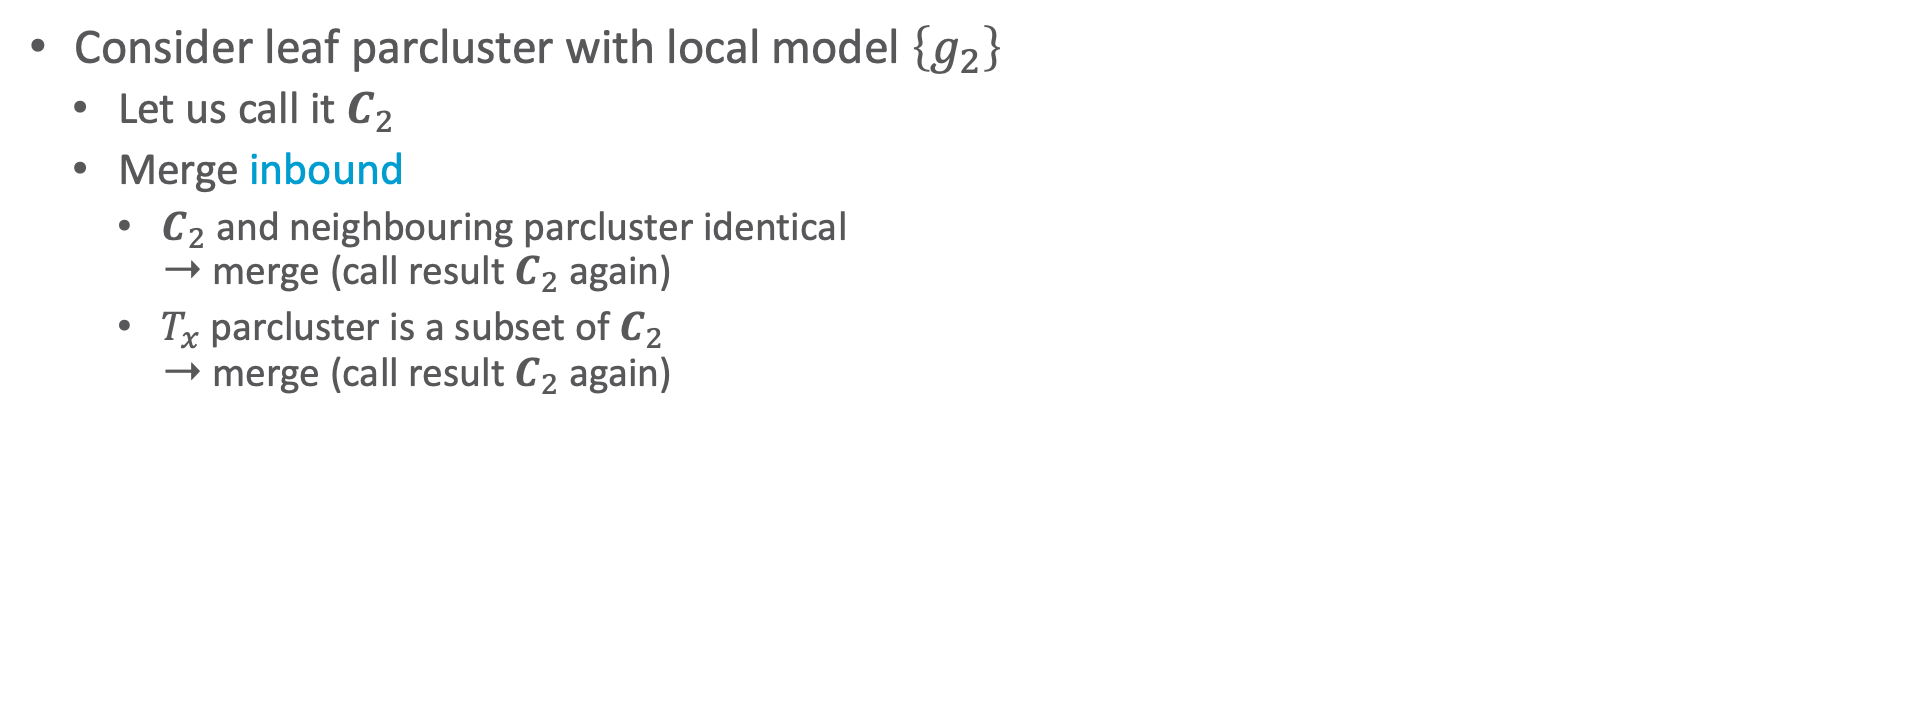 • Consider leaf parcluster with local model {g₂}
• Let us call it C₂
• Merge inbound
• C₂ and neighbouring parcluster identical
→ merge (call result C₂ again)
• Tₓ parcluster is a subset of C₂
→ merge (call result C₂ again)